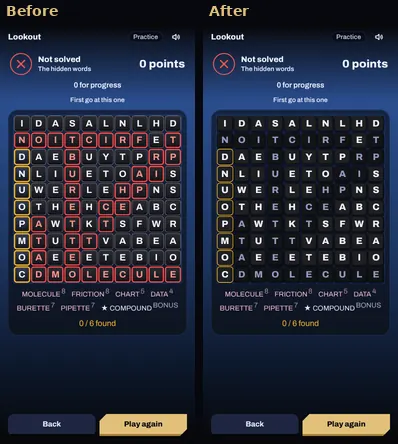 Before
Lookout
Practice
Not solved
The hidden words
0 points
0 for progress
First go at this one
I D A S A L N L H D
N O I T C I R F E T
D A E B U Y T P R P
N L I U E T O A I S
U W E R L E H P N S
O T H E H C E A B C
P A W T K T S F W R
M T U T T V A B E A
O A E E E T E B I O
C D M O L E C U L E
MOLECULE 8 FRICTION 8 CHART 5 DATA 4
BURETTE 7 PIPETTE 7 ★ COMPOUND BONUS
0 / 6 found
Back
Play again
After
Lookout
Practice
Not solved
The hidden words
0 points
0 for progress
First go at this one
I D A S A L N L H D
N O I T C I R F E T
D A E B U Y T P R P
N L I U E T O A I S
U W E R L E H P N S
O T H E H C E A B C
P A W T K T S F W R
M T U T T V A B E A
O A E E E T E B I O
C D M O L E C U L E
MOLECULE 8 FRICTION 8 CHART 5 DATA 4
BURETTE 7 PIPETTE 7 ★ COMPOUND BONUS
0 / 6 found
Back
Play again